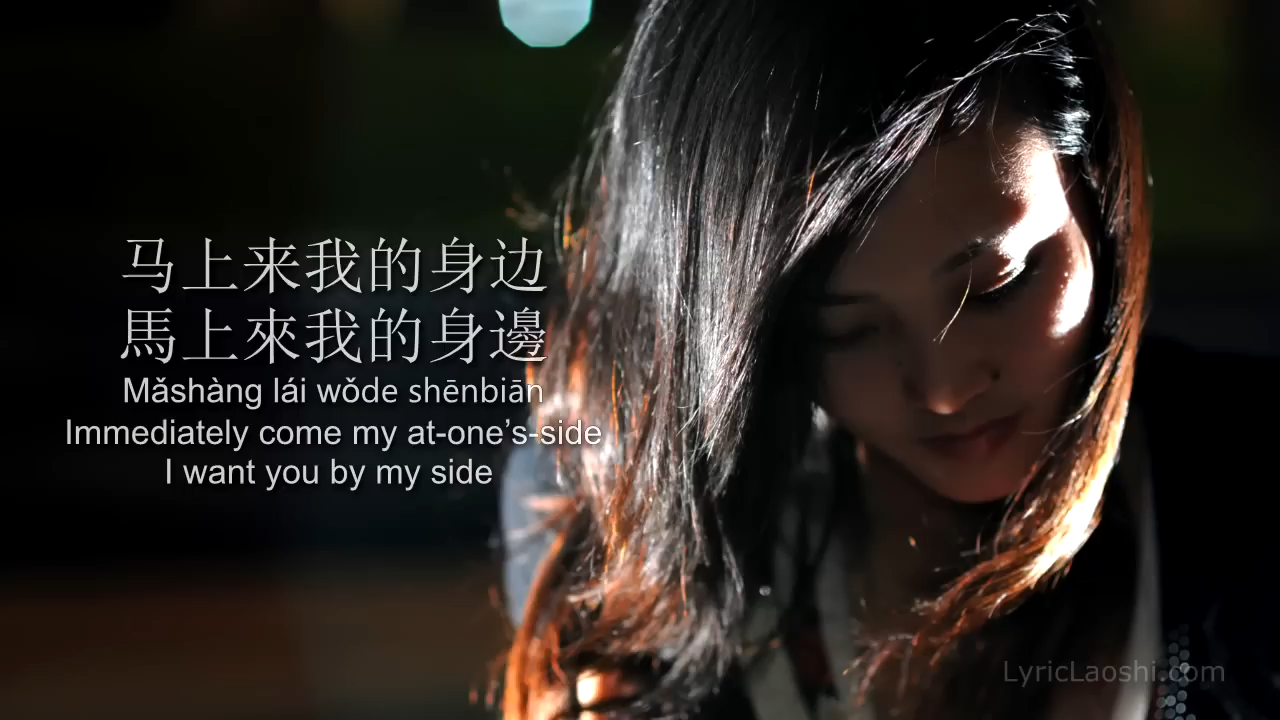 马上来我的身边
馬上來我的身邊
Mǎshàng lái wǒde shēnbiān
Immediately come my at-one’s-side
I want you by my side
LyricLaoshi.com